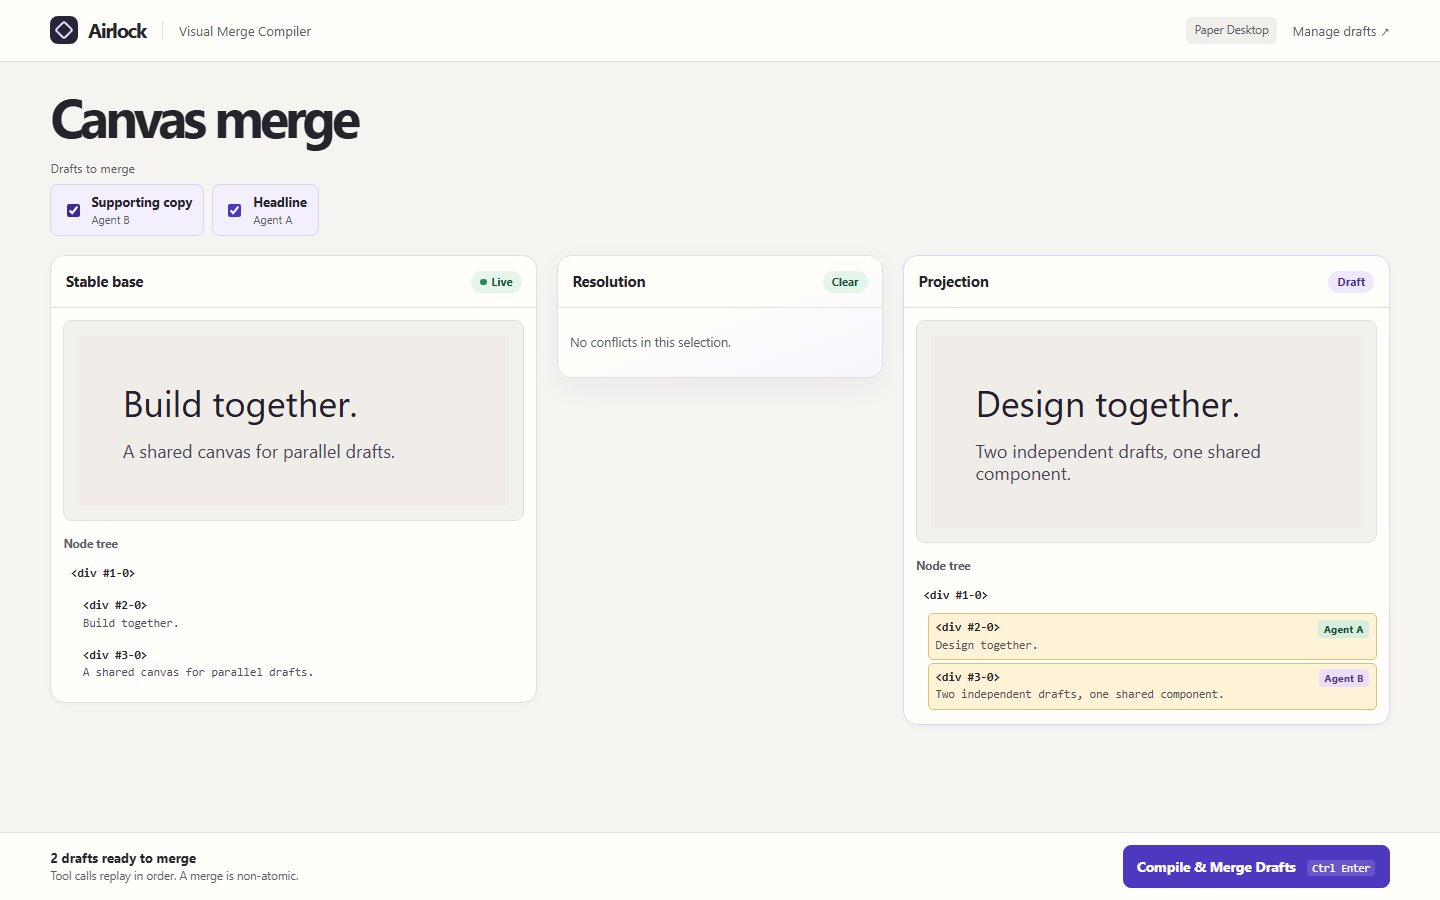 Airlock
Visual Merge Compiler
Paper Desktop
Manage drafts ↗
Canvas merge
Drafts to merge
Supporting copy
Agent B
Headline
Agent A
Stable base
Live
Build together.
A shared canvas for parallel drafts.
Node tree
<div #1-0>
<div #2-0>
Build together.
<div #3-0>
A shared canvas for parallel drafts.
Resolution
Clear
No conflicts in this selection.
Projection
Draft
Design together.
Two independent drafts, one shared
component.
Node tree
<div #1-0>
<div #2-0>
Agent A
Design together.
<div #3-0>
Agent B
Two independent drafts, one shared component.
2 drafts ready to merge
Tool calls replay in order. A merge is non-atomic.
Compile & Merge Drafts
Ctrl Enter